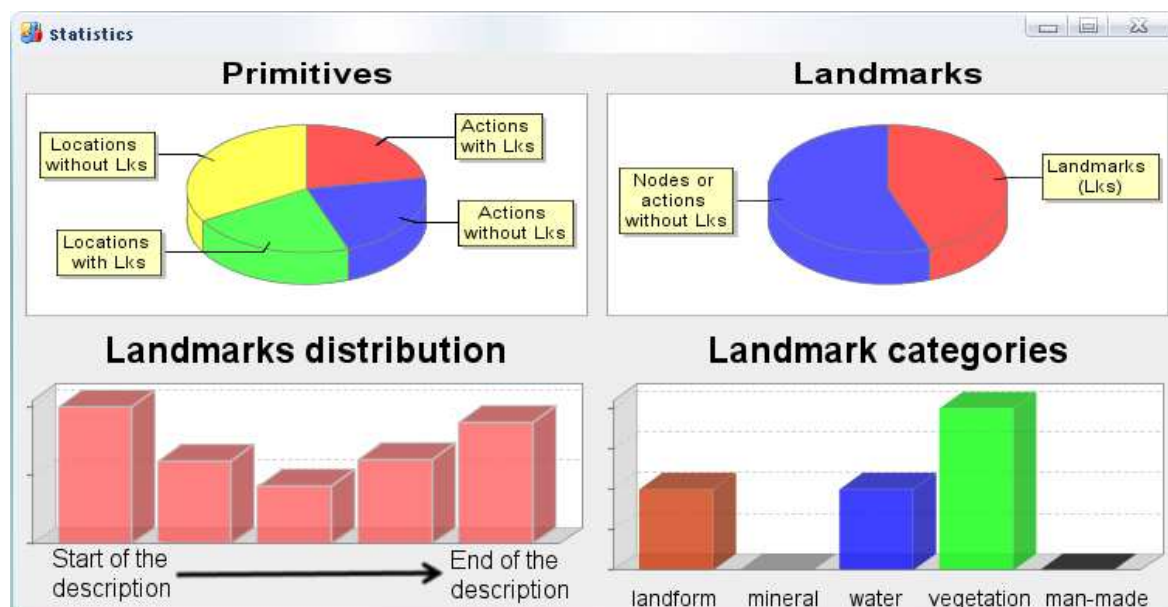 statistics
Primitives
Locations
without Lks
Actions
with Lks
Locations
with Lks
Actions
without Lks
Landmarks
Nodes or
actions
without Lks
Landmarks
(Lks)
Landmarks distribution
Start of the
description
End of the
description
Landmark categories
landform mineral water vegetation man-made